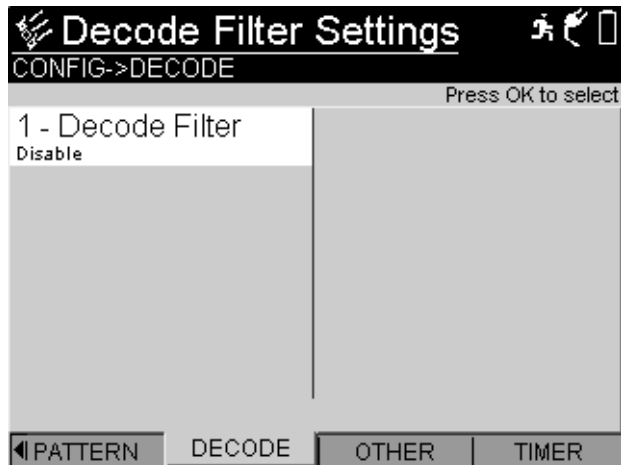 Decode Filter Settings
CONFIG->DECODE
Press OK to select
1 - Decode Filter
Disable
PATTERN DECODE OTHER TIMER